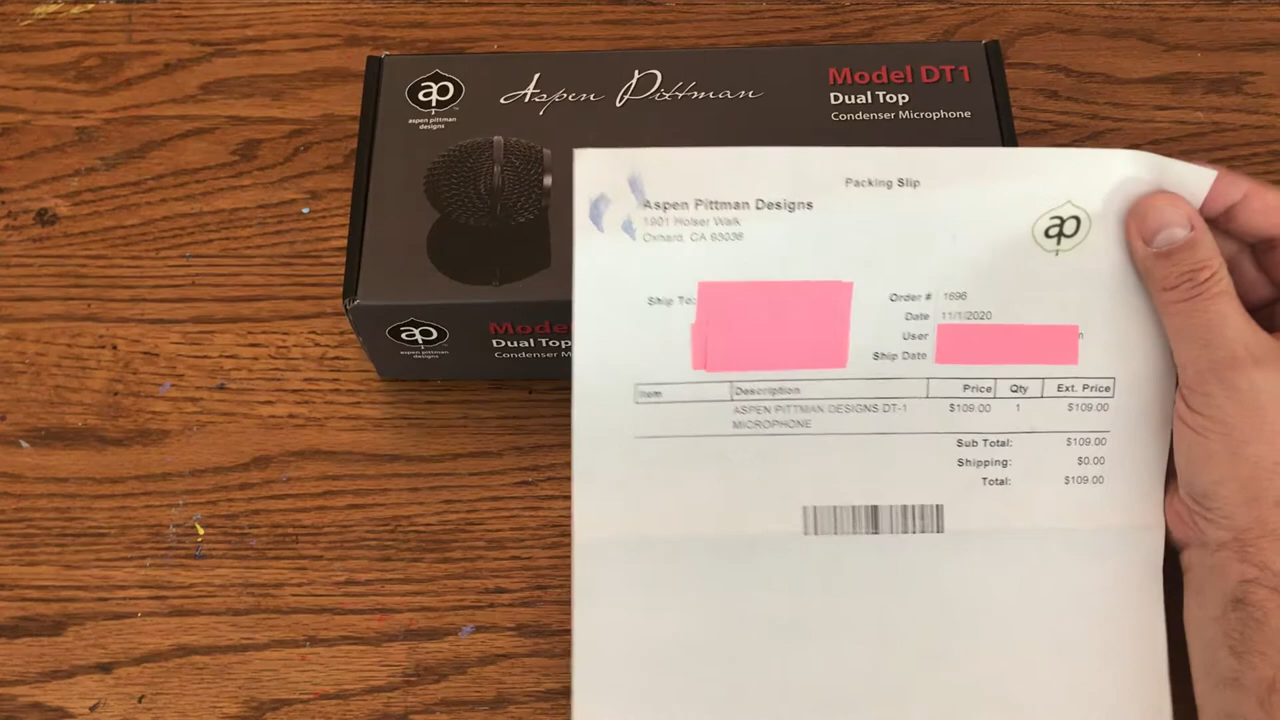 ap
aspen pittman
designs
Aspen Pittman
Model DT1
Dual Top
Condenser Microphone
ap
aspen pittman
designs
Mode
Dual Top
Condenser M
Packing Slip
Aspen Pittman Designs
1901 Holser Walk
Oxnard, CA 93036
ap
Ship To:
Order # 1696
Date 11/1/2020
User n
Ship Date
Item Description Price Qty Ext. Price
ASPEN PITTMAN DESIGNS DT-1 $109.00 1 $109.00
MICROPHONE
Sub Total: $109.00
Shipping: $0.00
Total: $109.00